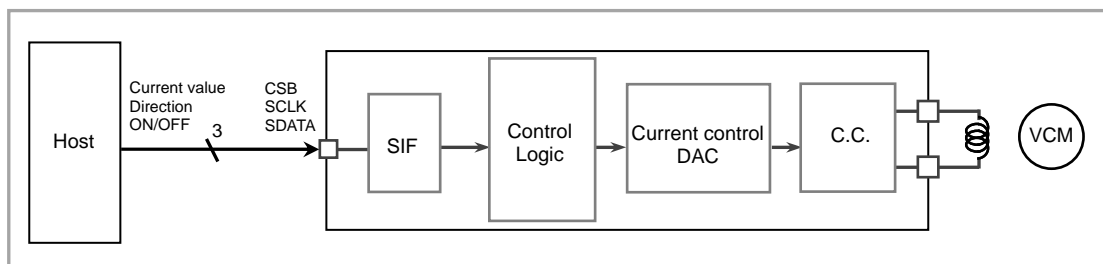 Host
Current value
Direction
ON/OFF
3
CSB
SCLK
SDATA
SIF
Control
Logic
Current control
DAC
C.C.
VCM